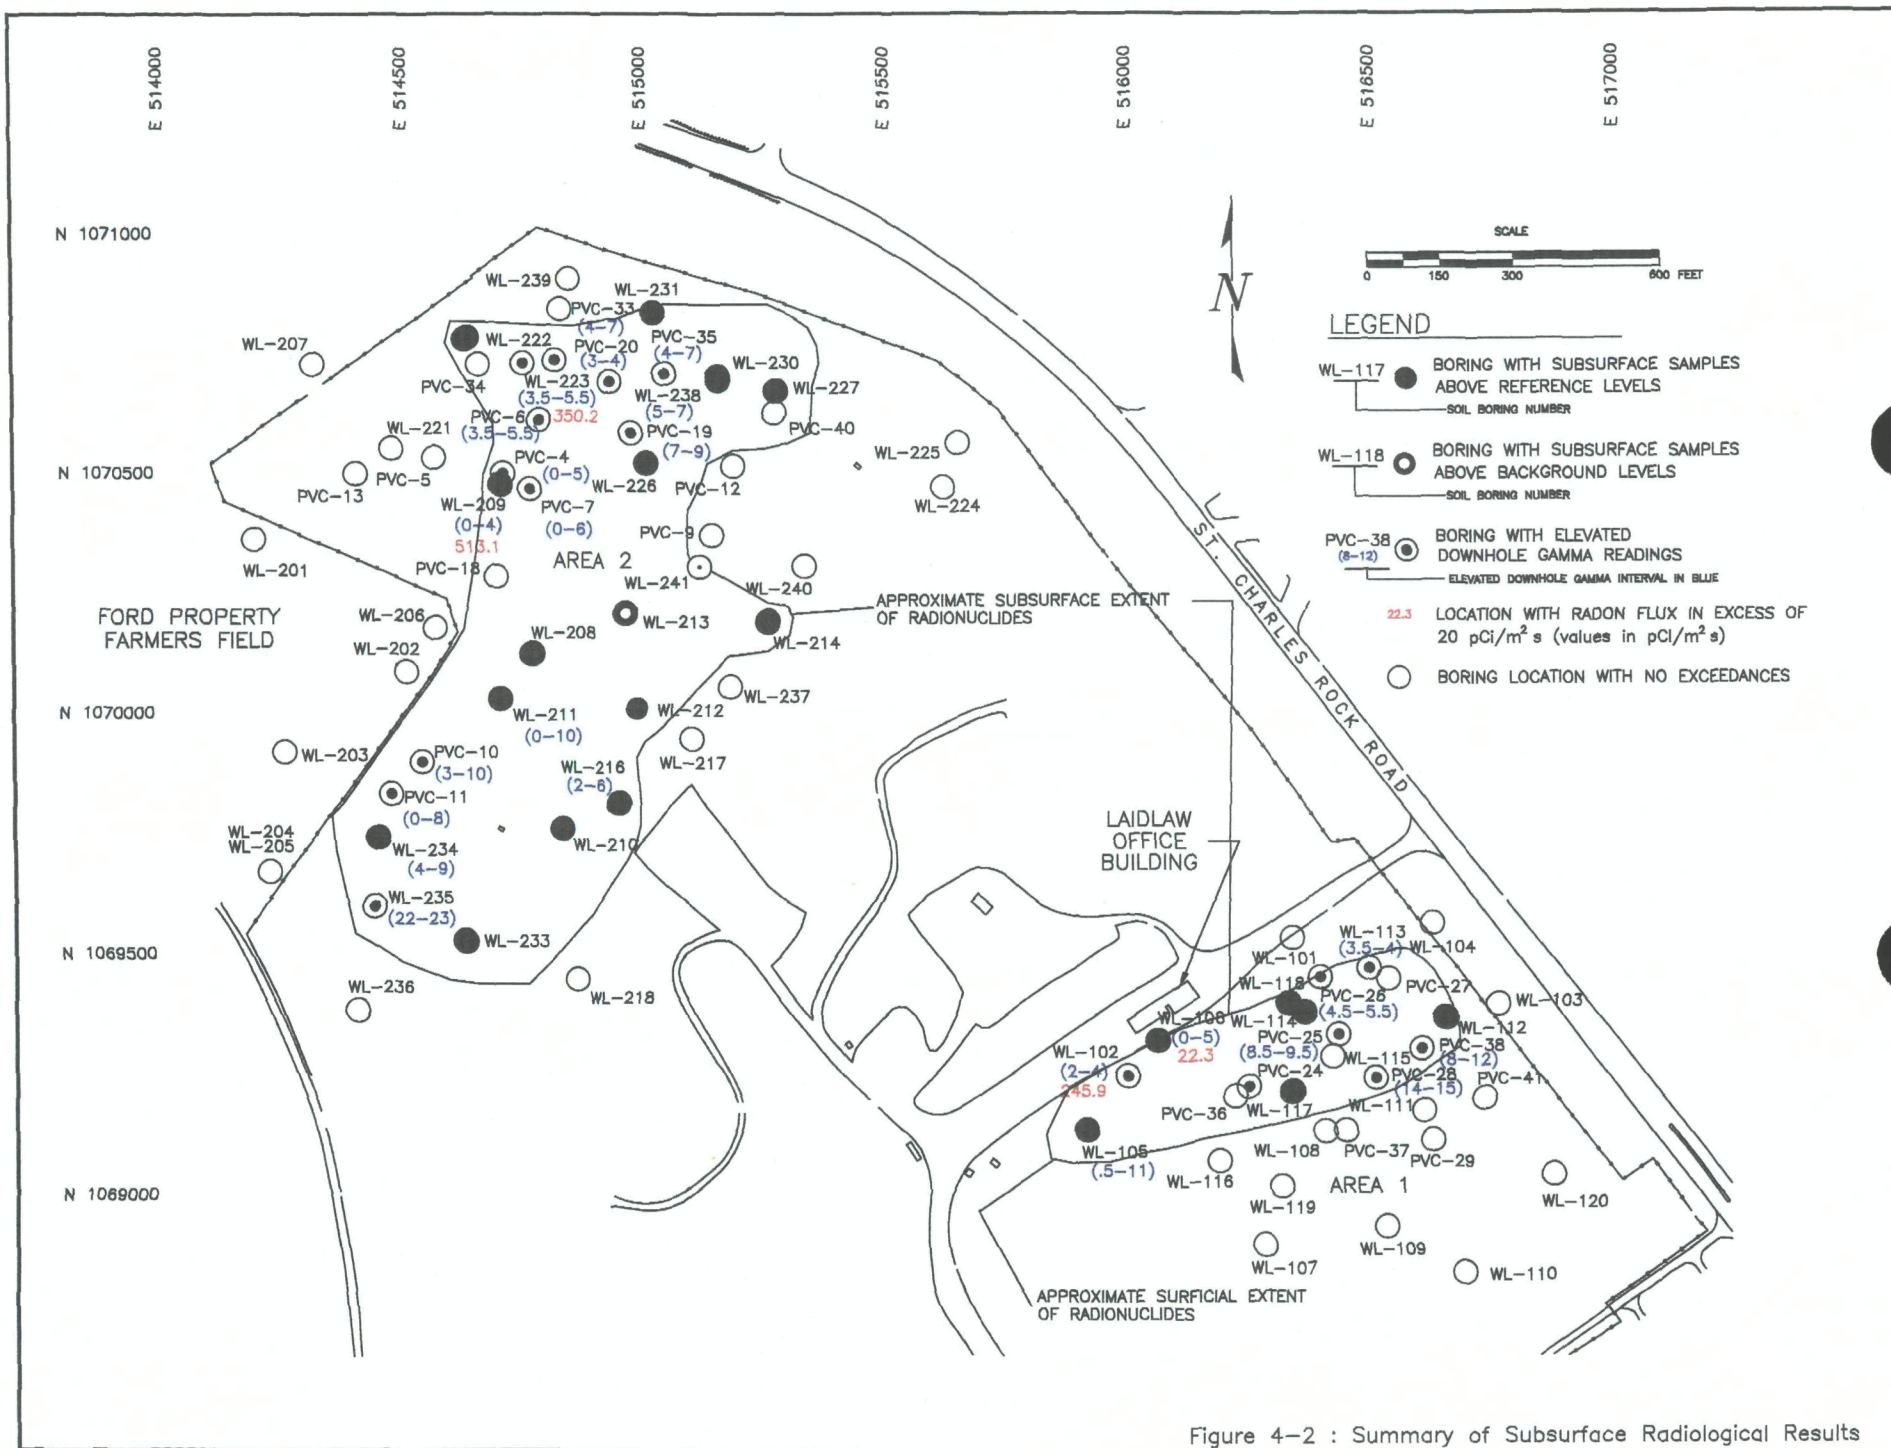 E 514000
E 514500
E 515000
E 515500
E 516000
E 516500
E 517000
N 1071000
N 1070500
N 1070000
N 1069500
N 1069000
N
SCALE
0 150 300 600 FEET
LEGEND
WL-117
BORING WITH SUBSURFACE SAMPLES
ABOVE REFERENCE LEVELS
SOIL BORING NUMBER
WL-118
BORING WITH SUBSURFACE SAMPLES
ABOVE BACKGROUND LEVELS
SOIL BORING NUMBER
PVC-38
(8-12)
BORING WITH ELEVATED
DOWNHOLE GAMMA READINGS
ELEVATED DOWNHOLE GAMMA INTERVAL IN BLUE
22.3
LOCATION WITH RADON FLUX IN EXCESS OF
20 pCi/m² s (values in pCi/m² s)
BORING LOCATION WITH NO EXCEEDANCES
WL-239
WL-231
PVC-33
(4-7)
WL-207
WL-222
PVC-20
(3-4)
PVC-35
(4-7)
WL-230
PVC-34
WL-223
(3.5-5.5)
WL-238
(5-7)
WL-227
PVC-6
(3.5-5.5)
350.2
PVC-19
(7-9)
PVC-40
WL-221
WL-225
PVC-13
PVC-5
PVC-4
(0-5)
WL-226
PVC-12
WL-224
WL-209
(0-4)
513.1
PVC-7
(0-6)
PVC-9
WL-201
PVC-18
AREA 2
WL-241
WL-240
FORD PROPERTY
FARMERS FIELD
WL-206
WL-213
WL-214
APPROXIMATE SUBSURFACE EXTENT
OF RADIONUCLIDES
WL-202
WL-208
WL-237
WL-211
(0-10)
WL-212
WL-203
PVC-10
(3-10)
WL-216
(2-6)
WL-217
PVC-11
(0-8)
WL-204
WL-205
WL-234
(4-9)
WL-210
WL-235
(22-23)
WL-233
WL-236
WL-218
ST. CHARLES ROCK ROAD
LAIDLAW
OFFICE
BUILDING
WL-113
(3.5-4)
WL-104
WL-101
WL-118
PVC-26
(4.5-5.5)
PVC-27
WL-103
WL-106
(0-5)
22.3
WL-114
PVC-25
(8.5-9.5)
WL-112
WL-102
(2-4)
245.9
WL-115
PVC-38
(8-12)
PVC-24
PVC-28
(14-15)
PVC-41
PVC-36
WL-117
WL-111
WL-105
(.5-11)
WL-108
PVC-37
PVC-29
WL-116
AREA 1
WL-120
WL-119
WL-109
WL-107
WL-110
APPROXIMATE SURFICIAL EXTENT
OF RADIONUCLIDES
Figure 4-2 : Summary of Subsurface Radiological Results